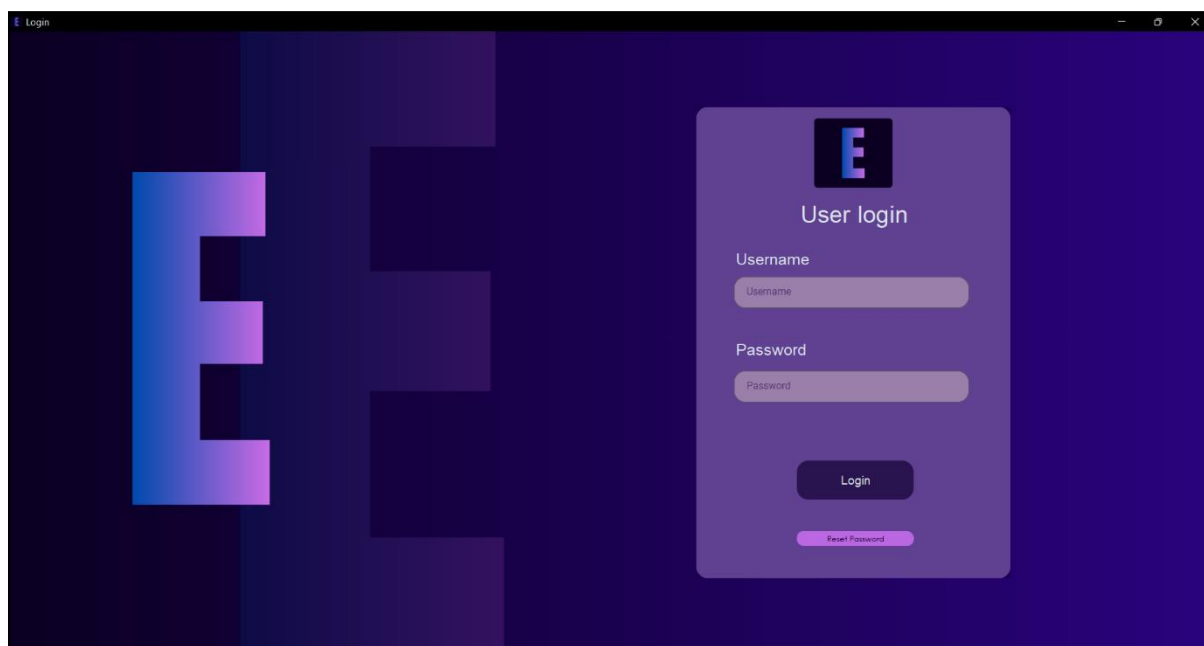 Login
E
E
User login
Username
Username
Password
Password
Login
Reset Password